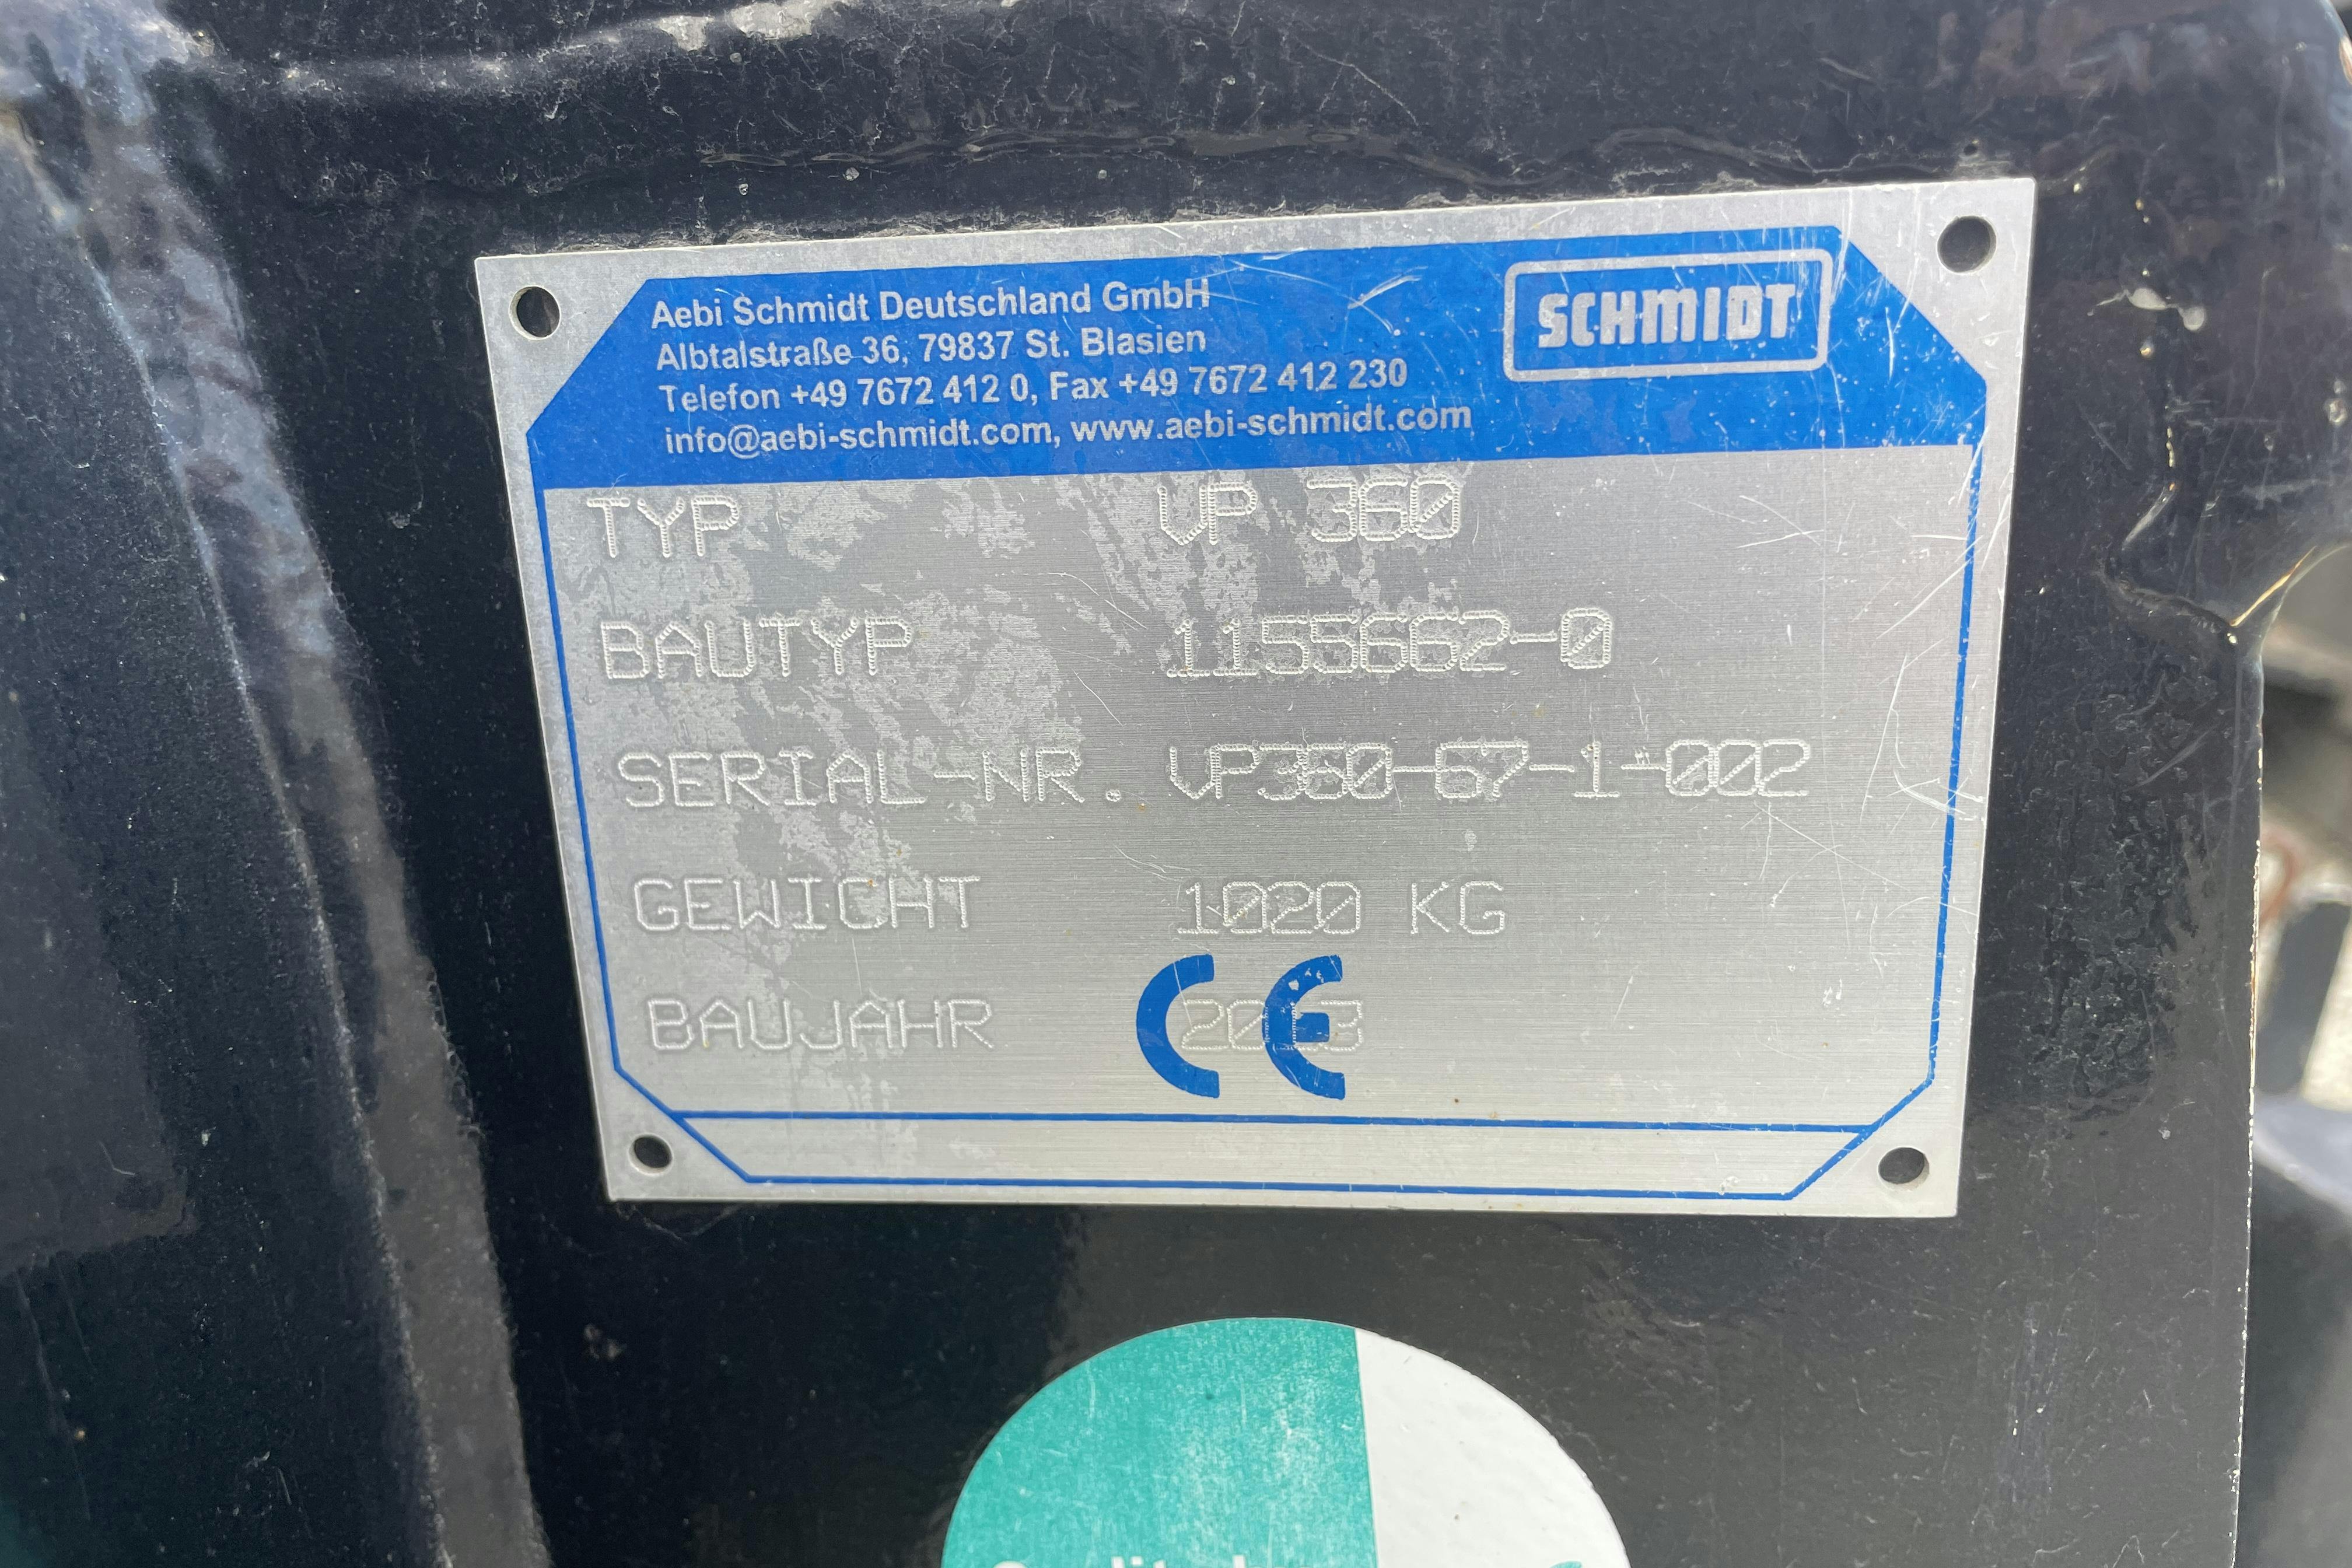 Aebi Schmidt Deutschland GmbH
Albtalstraße 36, 79837 St. Blasien
Telefon +49 7672 412 0, Fax +49 7672 412 230
info@aebi-schmidt.com, www.aebi-schmidt.com
SCHMIDT
TYP VP 360
BAUTYP 1155662-0
SERIAL-NR. VP360-67-1-002
GEWICHT 1020 KG
BAUJAHR
CE